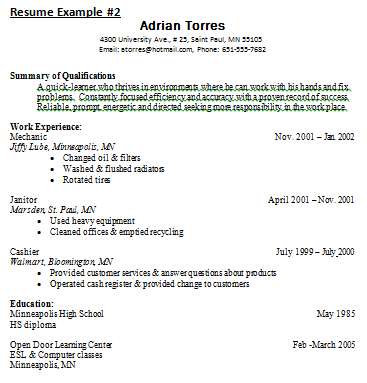 Resume Example #2
Adrian Torres
4300 University Ave., # 25, Saint Paul, MN 55105
Email: atorres@hotmail.com, Phone: 651-555-7682
Summary of Qualifications
A quick-learner who thrives in environments where he can work with his hands and fix
problems. Constantly focused efficiency and accuracy with a proven record of success.
Reliable, prompt, energetic and directed seeking more responsibility in the work place.
Work Experience:
Mechanic Nov. 2001 – Jan. 2002
Jiffy Lube, Minneapolis, MN
• Changed oil & filters
• Washed & flushed radiators
• Rotated tires
Janitor April 2001 – Nov. 2001
Marsden, St. Paul, MN
• Used heavy equipment
• Cleaned offices & emptied recycling
Cashier July 1999 – July 2000
Walmart, Bloomington, MN
• Provided customer services & answer questions about products
• Operated cash register & provided change to customers
Education:
Minneapolis High School May 1985
HS diploma
Open Door Learning Center Feb -March 2005
ESL & Computer classes
Minneapolis, MN